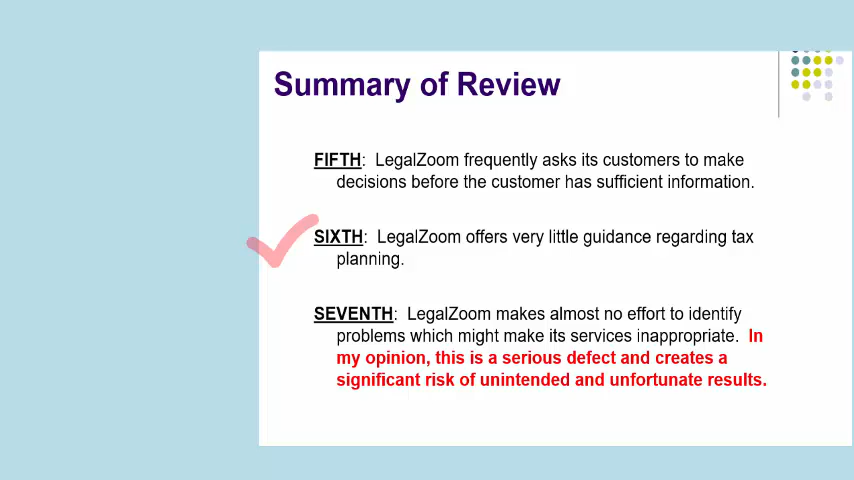 Summary of Review
FIFTH: LegalZoom frequently asks its customers to make
decisions before the customer has sufficient information.
SIXTH: LegalZoom offers very little guidance regarding tax
planning.
SEVENTH: LegalZoom makes almost no effort to identify
problems which might make its services inappropriate. In
my opinion, this is a serious defect and creates a
significant risk of unintended and unfortunate results.